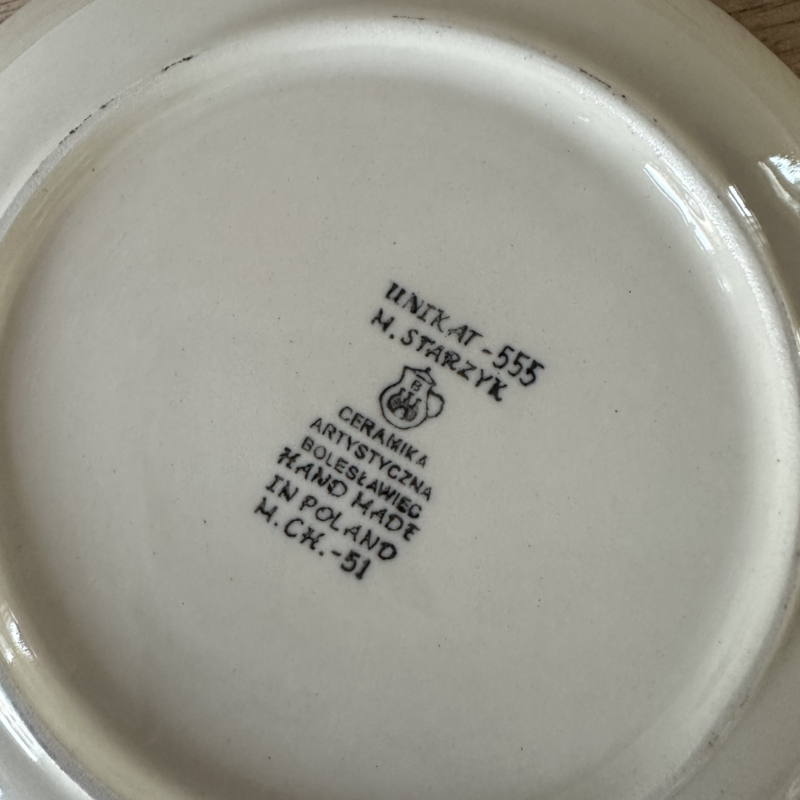 UNIKAT - 555
M. STARZYK
B
CERAMIKA
ARTYSTYCZNA
BOLESŁAWIEC
HAND MADE
IN POLAND
M. CH. - 51